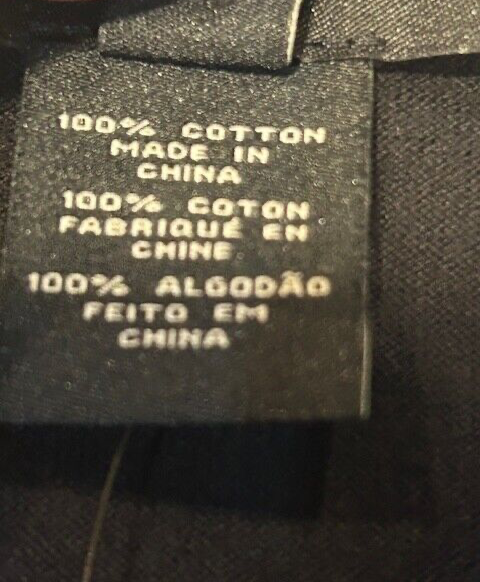 100% COTTON
MADE IN
CHINA
100% COTON
FABRIQUÉ EN
CHINE
100% ALGODÃO
FEITO EM
CHINA